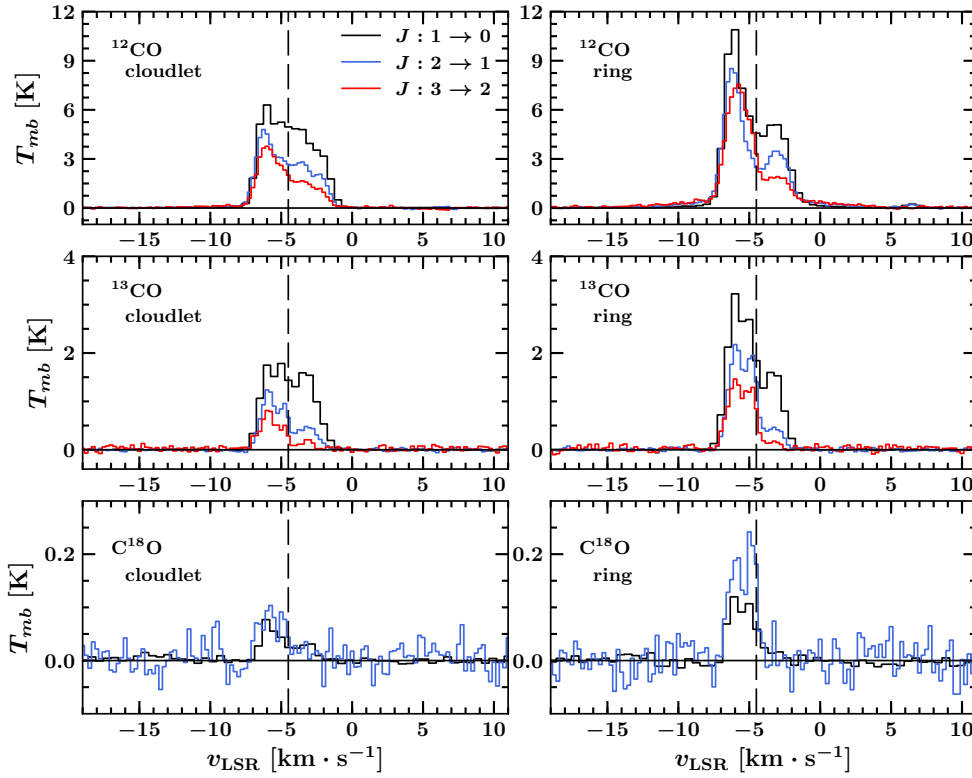 ¹²CO
cloudlet
J : 1 → 0
J : 2 → 1
J : 3 → 2
T_mb [K]
12
9
6
3
0
−15 −10 −5 0 5 10
¹²CO
ring
12
9
6
3
0
−15 −10 −5 0 5 10
¹³CO
cloudlet
T_mb [K]
4
2
0
−15 −10 −5 0 5 10
¹³CO
ring
4
2
0
−15 −10 −5 0 5 10
C¹⁸O
cloudlet
T_mb [K]
0.2
0.0
−15 −10 −5 0 5 10
v_LSR [km · s⁻¹]
C¹⁸O
ring
0.2
0.0
−15 −10 −5 0 5 10
v_LSR [km · s⁻¹]